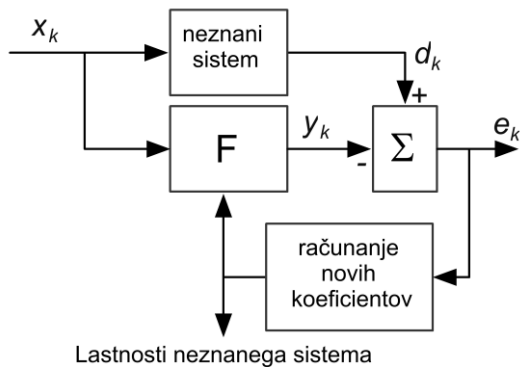 x_k
neznani
sistem
d_k
+
F
y_k
-
Σ
e_k
računanje
novih
koeficientov
Lastnosti neznanega sistema